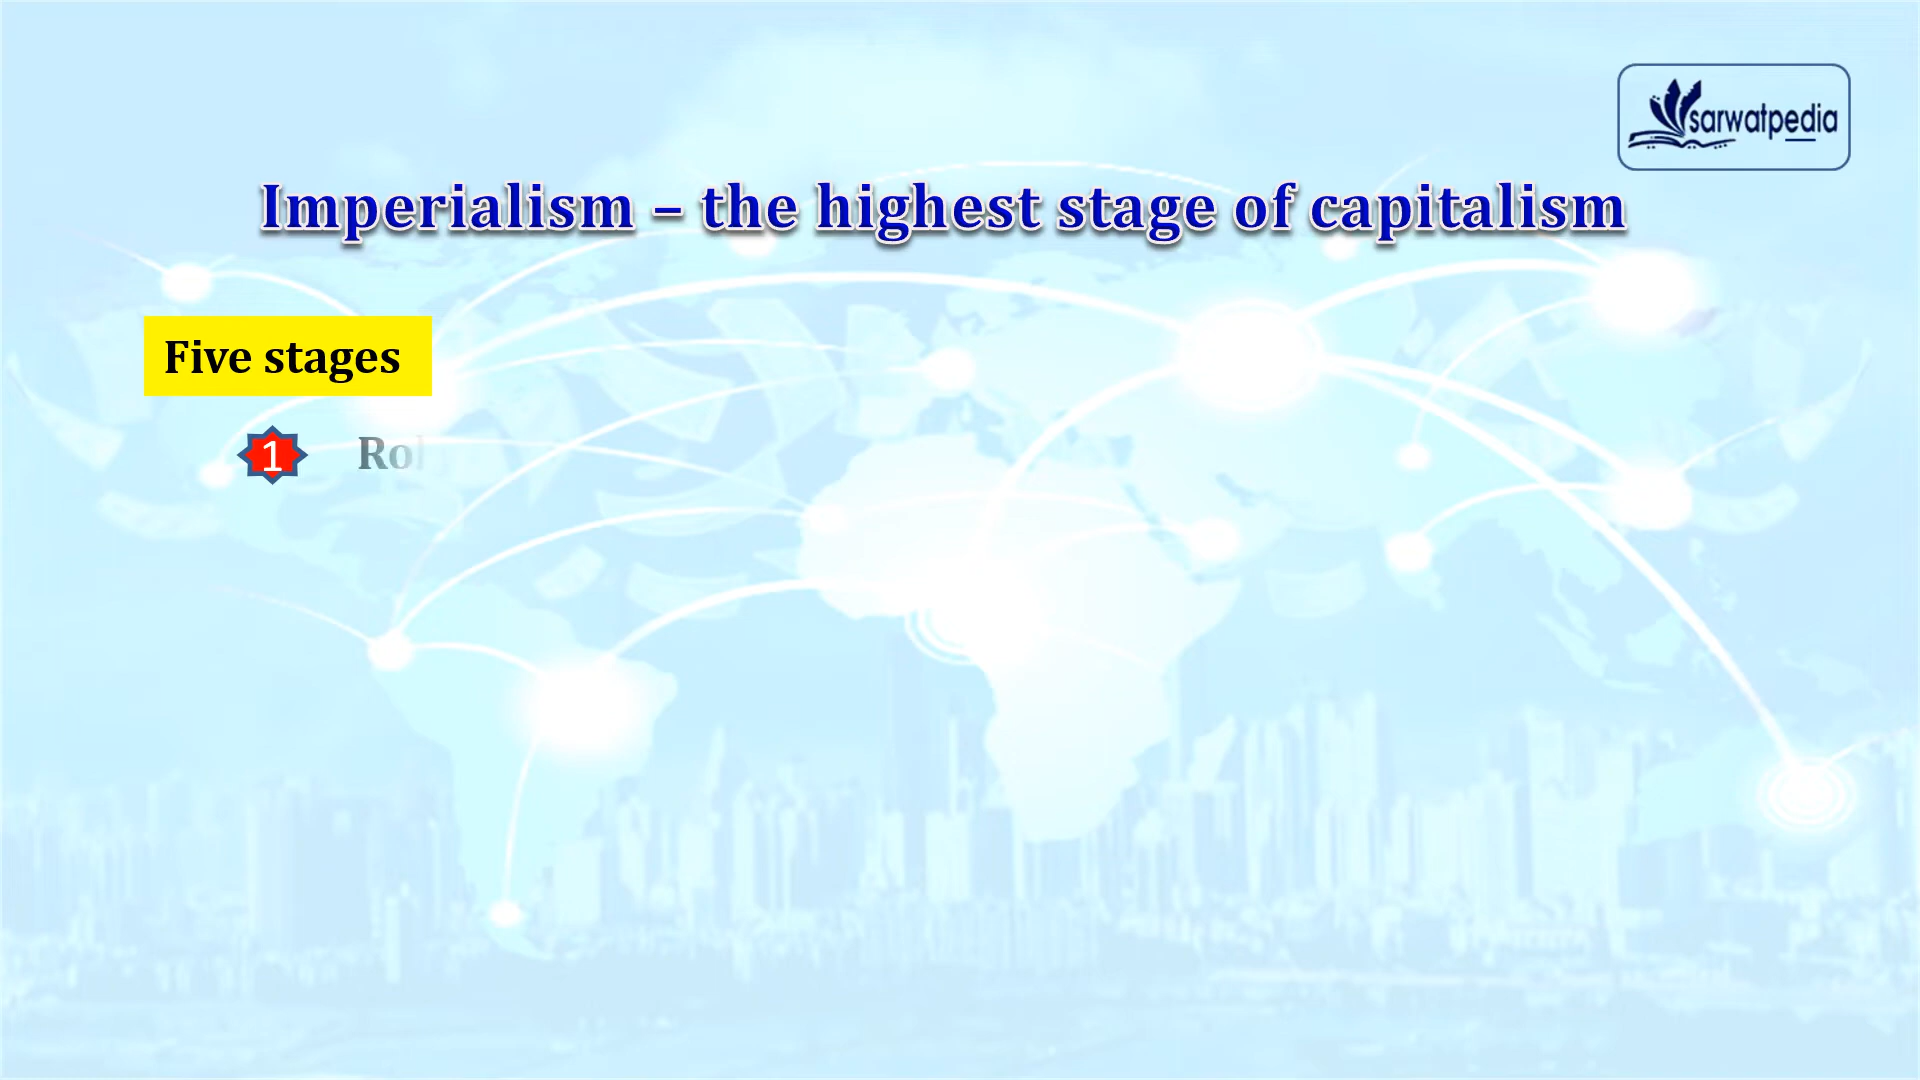 sarwatpedia
Imperialism – the highest stage of capitalism
Five stages
1